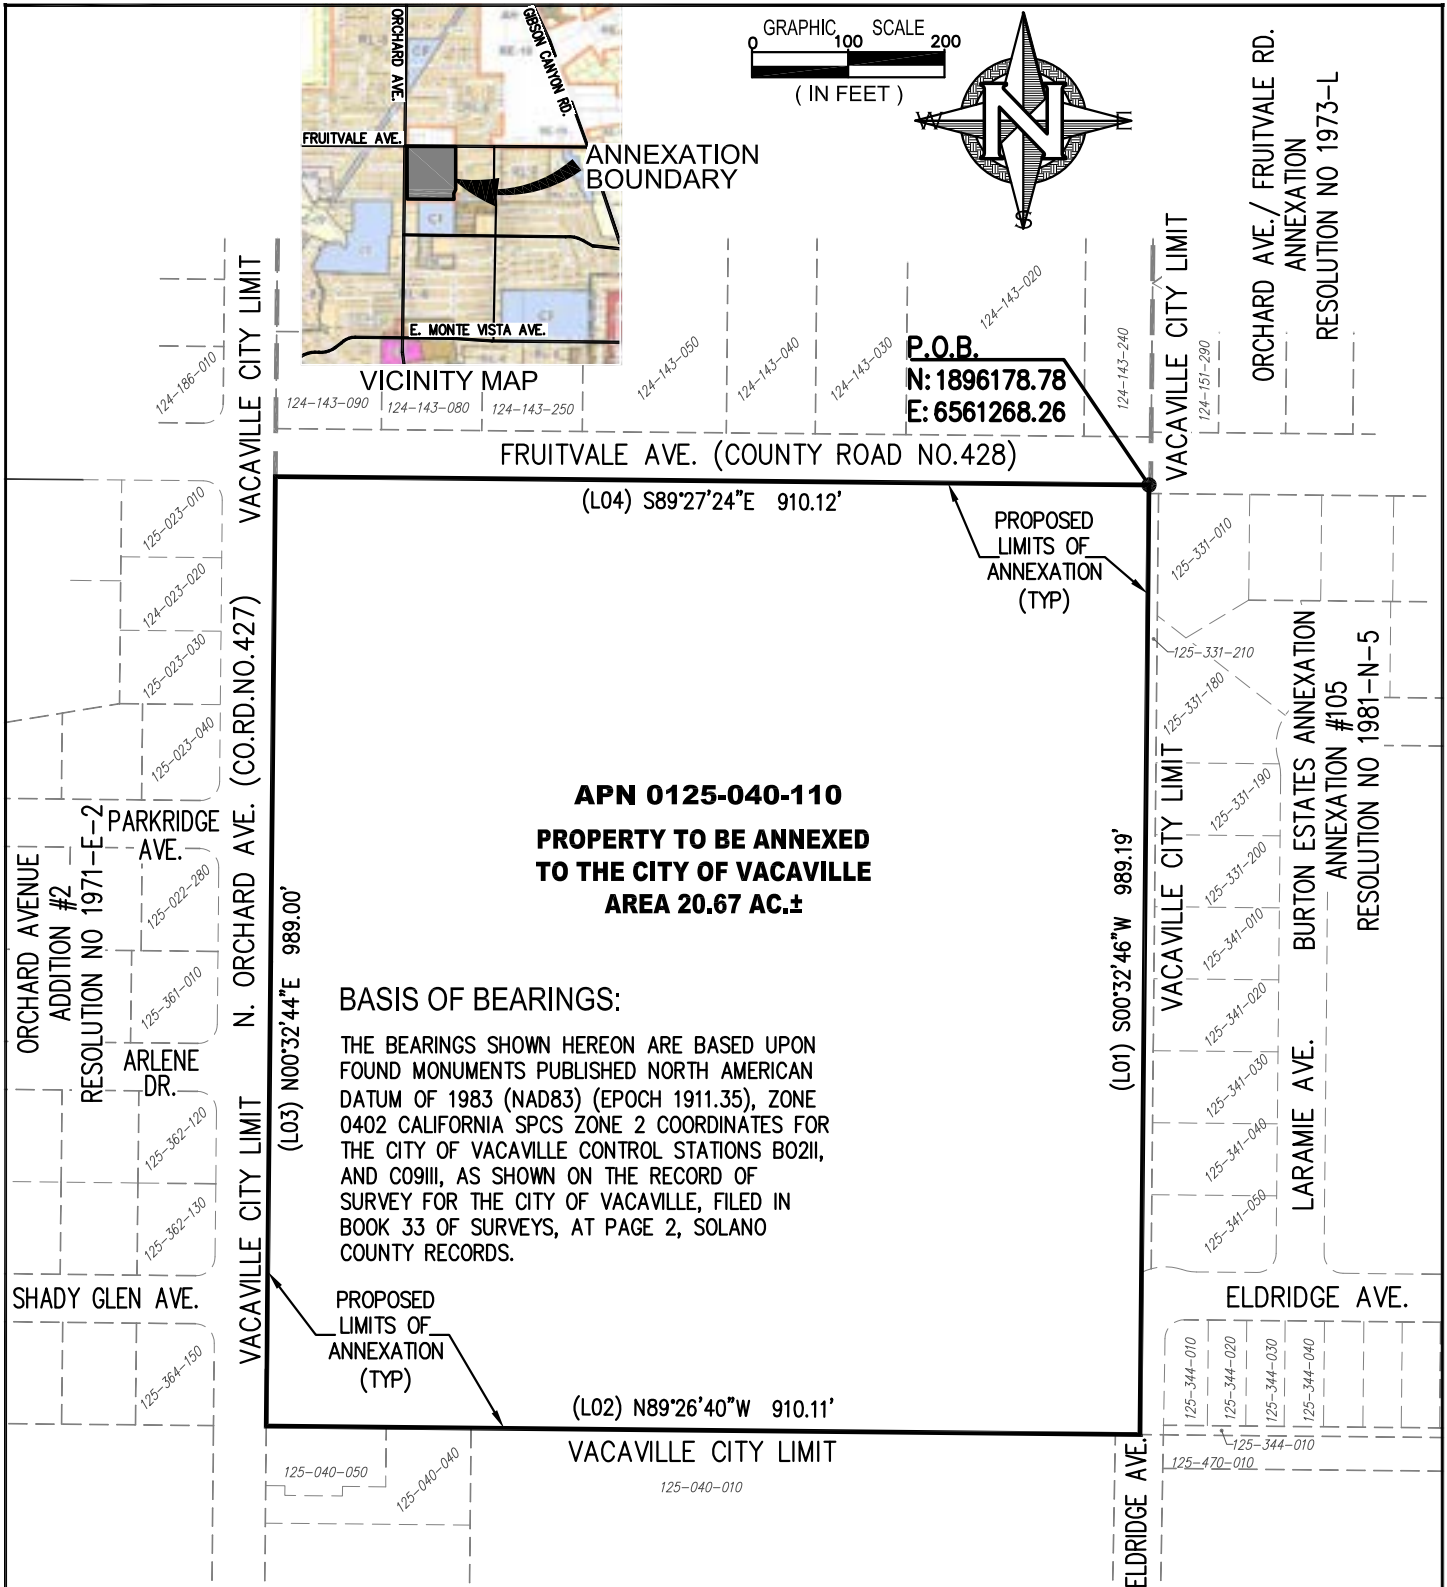 ORCHARD AVE.
GIBSON CANYON RD.
FRUITVALE AVE.
ANNEXATION
BOUNDARY
CF
CF
E. MONTE VISTA AVE.
VICINITY MAP
GRAPHIC SCALE
0 100 200
( IN FEET )
N
W E
S
ORCHARD AVE./ FRUITVALE RD.
ANNEXATION
RESOLUTION NO 1973-L
VACAVILLE CITY LIMIT
VACAVILLE CITY LIMIT
124-186-010
124-143-090
124-143-080
124-143-250
124-143-050
124-143-040
124-143-030
124-143-020
124-143-240
124-151-290
P.O.B.
N: 1896178.78
E: 6561268.26
FRUITVALE AVE. (COUNTY ROAD NO.428)
(L04) S89°27'24"E 910.12'
PROPOSED
LIMITS OF
ANNEXATION
(TYP)
125-023-010
124-023-020
125-023-030
125-023-040
N. ORCHARD AVE. (CO.RD.NO.427)
PARKRIDGE
AVE.
ORCHARD AVENUE
ADDITION #2
RESOLUTION NO 1971-E-2
125-022-280
125-361-010
ARLENE
DR.
125-362-120
125-362-130
VACAVILLE CITY LIMIT
SHADY GLEN AVE.
125-364-150
(L03) N00°32'44"E 989.00'
APN 0125-040-110
PROPERTY TO BE ANNEXED
TO THE CITY OF VACAVILLE
AREA 20.67 AC.±
BASIS OF BEARINGS:
THE BEARINGS SHOWN HEREON ARE BASED UPON
FOUND MONUMENTS PUBLISHED NORTH AMERICAN
DATUM OF 1983 (NAD83) (EPOCH 1911.35), ZONE
0402 CALIFORNIA SPCS ZONE 2 COORDINATES FOR
THE CITY OF VACAVILLE CONTROL STATIONS B02II,
AND C09III, AS SHOWN ON THE RECORD OF
SURVEY FOR THE CITY OF VACAVILLE, FILED IN
BOOK 33 OF SURVEYS, AT PAGE 2, SOLANO
COUNTY RECORDS.
PROPOSED
LIMITS OF
ANNEXATION
(TYP)
(L01) S00°32'46"W 989.19'
VACAVILLE CITY LIMIT
125-331-010
125-331-210
125-331-180
125-331-190
125-331-200
125-341-010
125-341-020
125-341-030
125-341-040
125-341-050
BURTON ESTATES ANNEXATION
ANNEXATION #105
RESOLUTION NO 1981-N-5
LARAMIE AVE.
ELDRIDGE AVE.
125-344-010
125-344-020
125-344-030
125-344-040
125-344-010
125-470-010
(L02) N89°26'40"W 910.11'
VACAVILLE CITY LIMIT
125-040-050
125-040-040
125-040-010
ELDRIDGE AVE.